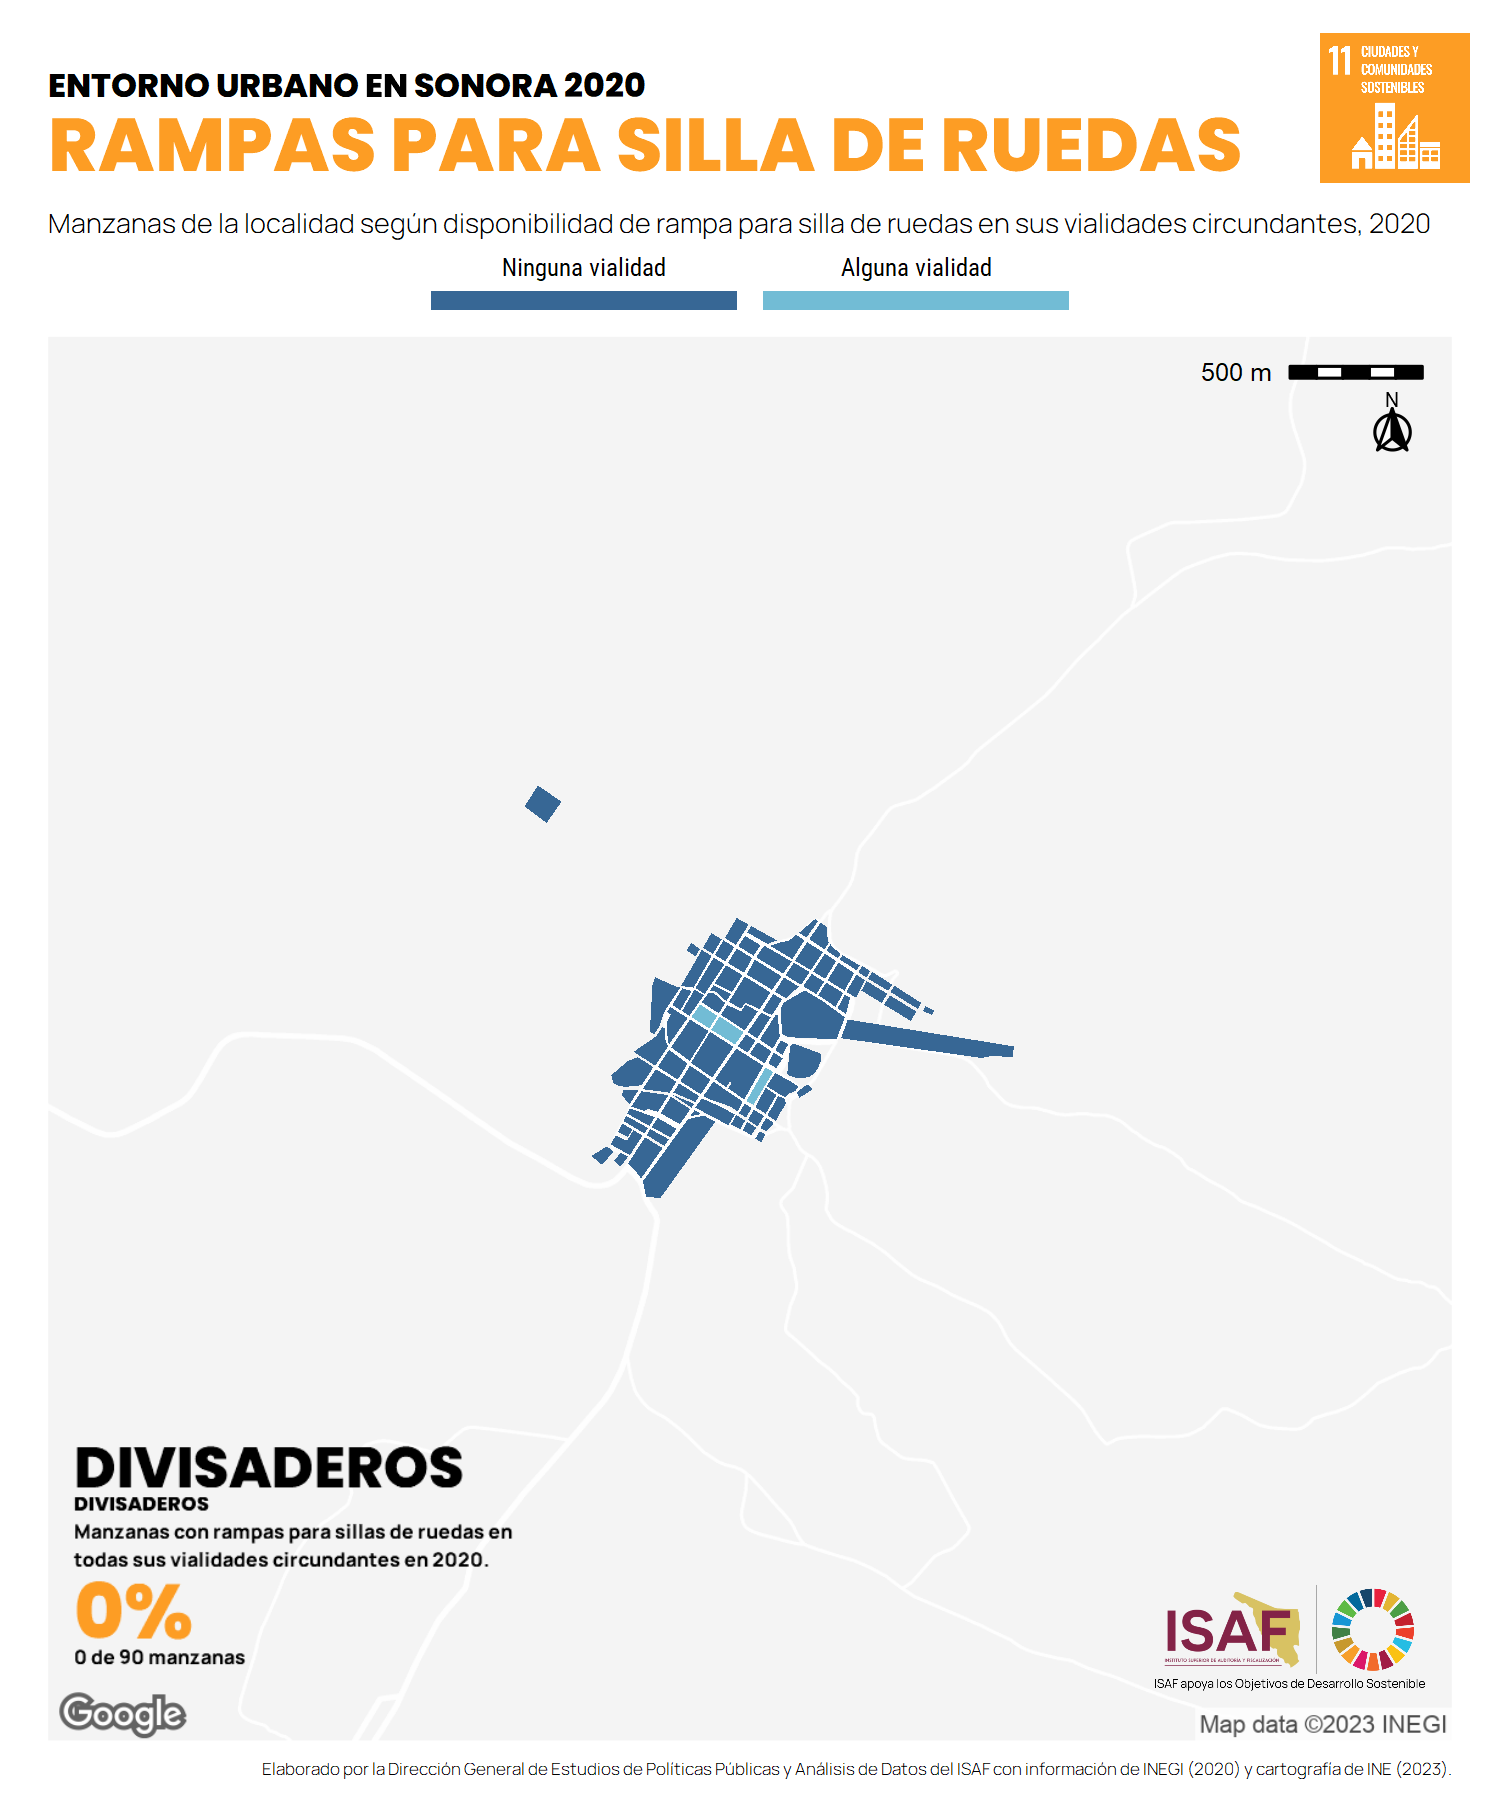 ENTORNO URBANO EN SONORA 2020
RAMPAS PARA SILLA DE RUEDAS
11 CIUDADES Y
COMUNIDADES
SOSTENIBLES
Manzanas de la localidad según disponibilidad de rampa para silla de ruedas en sus vialidades circundantes, 2020
Ninguna vialidad
Alguna vialidad
500 m
N
DIVISADEROS
DIVISADEROS
Manzanas con rampas para sillas de ruedas en
todas sus vialidades circundantes en 2020.
0%
0 de 90 manzanas
Google
ISAF
INSTITUTO SUPERIOR DE AUDITORÍA Y FISCALIZACIÓN
ISAF apoya los Objetivos de Desarrollo Sostenible
Map data ©2023 INEGI
Elaborado por la Dirección General de Estudios de Políticas Públicas y Análisis de Datos del ISAF con información de INEGI (2020) y cartografía de INE (2023).